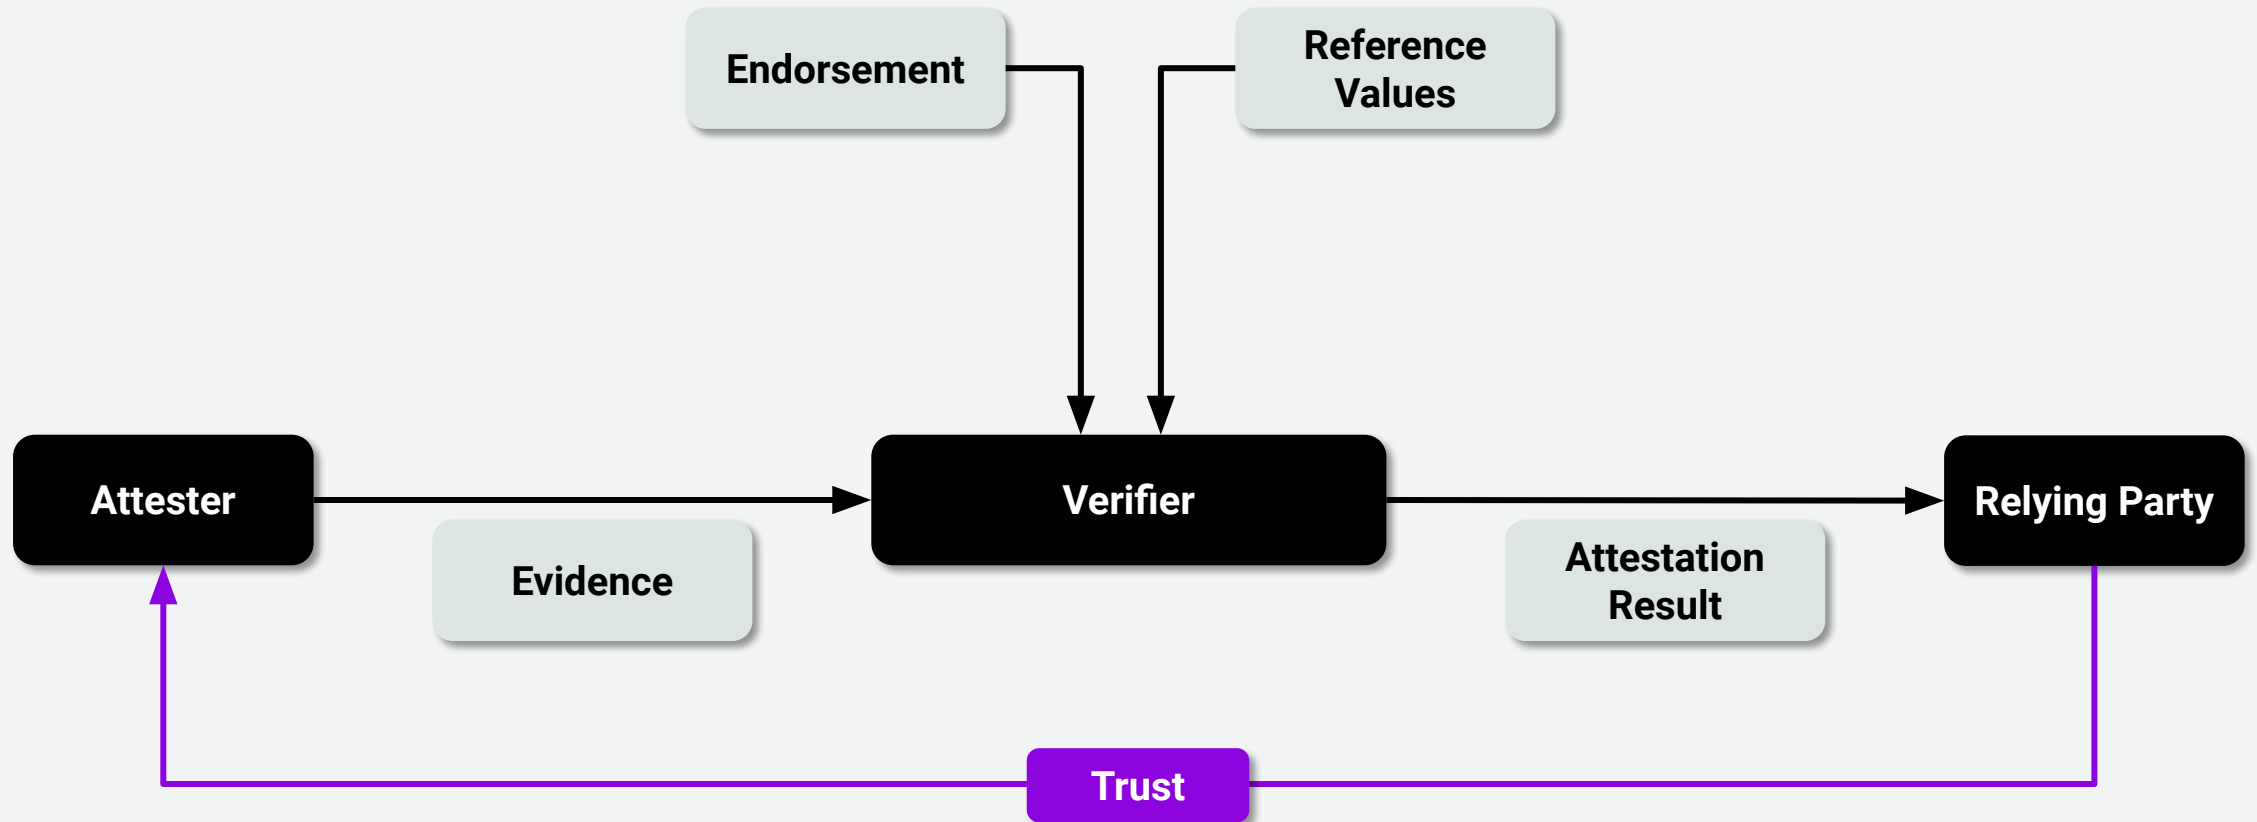 Endorsement
Reference
Values
Attester
Verifier
Relying Party
Evidence
Attestation
Result
Trust